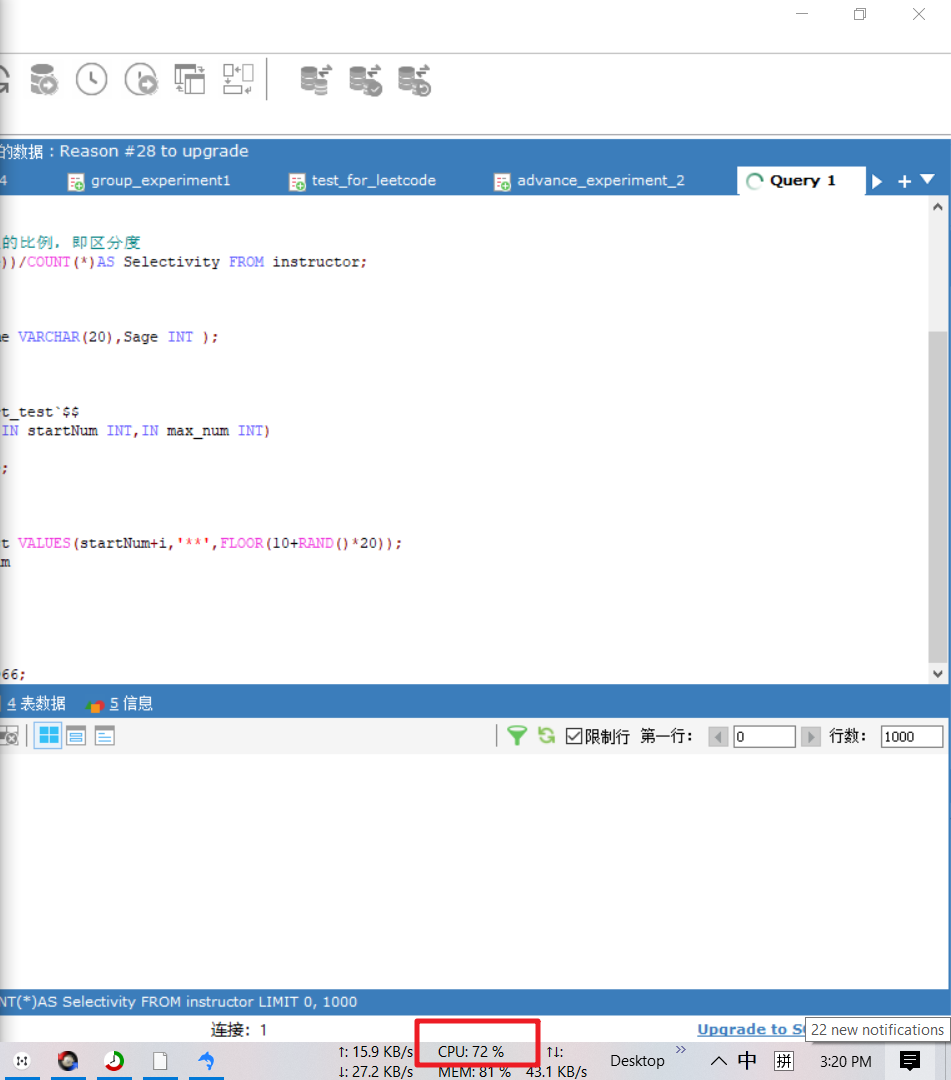 的数据：Reason #28 to upgrade
4 group_experiment1 test_for_leetcode advance_experiment_2 Query 1
的比例，即区分度
))/COUNT(*)AS Selectivity FROM instructor;
e VARCHAR(20),Sage INT );
t_test`$$
IN startNum INT,IN max_num INT)
;
t VALUES(startNum+i,'**',FLOOR(10+RAND()*20));
m
66;
4 表数据 5 信息
限制行 第一行： 0 行数： 1000
NT(*)AS Selectivity FROM instructor LIMIT 0, 1000
连接：1
Upgrade to
22 new notifications
↑: 15.9 KB/s CPU: 72 % ↑↓:
↓: 27.2 KB/s MEM: 81 % 43.1 KB/s
Desktop
中 拼 3:20 PM